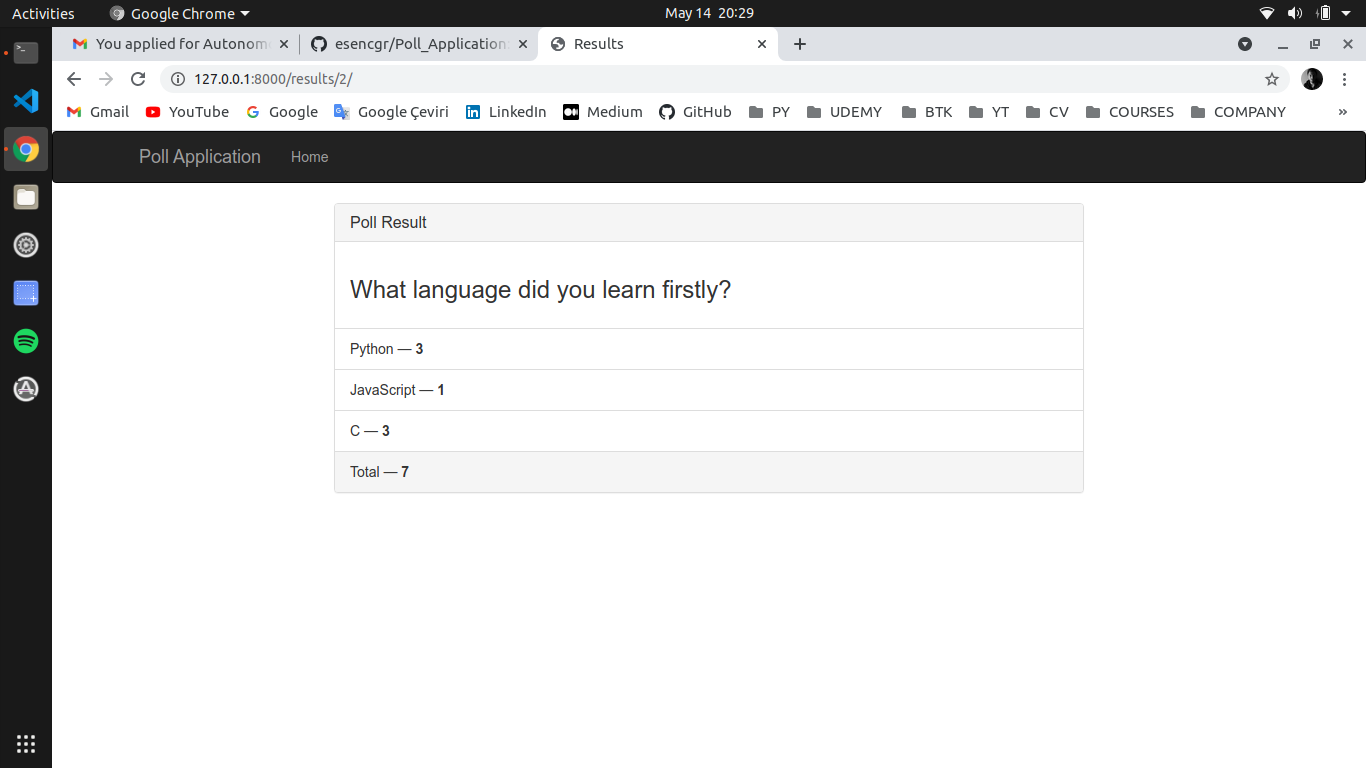 Activities Google Chrome May 14 20:29
You applied for Autonom esencgr/Poll_Application Results
127.0.0.1:8000/results/2/
Gmail YouTube Google Google Çeviri LinkedIn Medium GitHub PY UDEMY BTK YT CV COURSES COMPANY »
Poll Application Home
Poll Result
What language did you learn firstly?
Python — 3
JavaScript — 1
C — 3
Total — 7